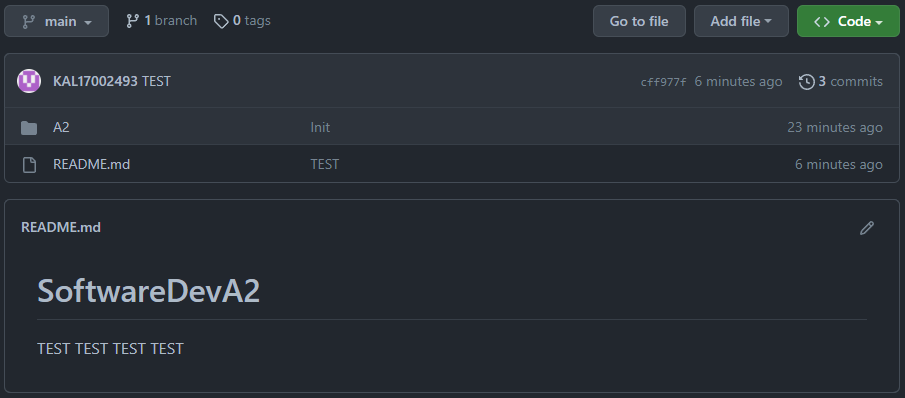 main 1 branch 0 tags Go to file Add file <> Code
KAL17002493 TEST cff977f 6 minutes ago 3 commits
A2 Init 23 minutes ago
README.md TEST 6 minutes ago
README.md
SoftwareDevA2
TEST TEST TEST TEST